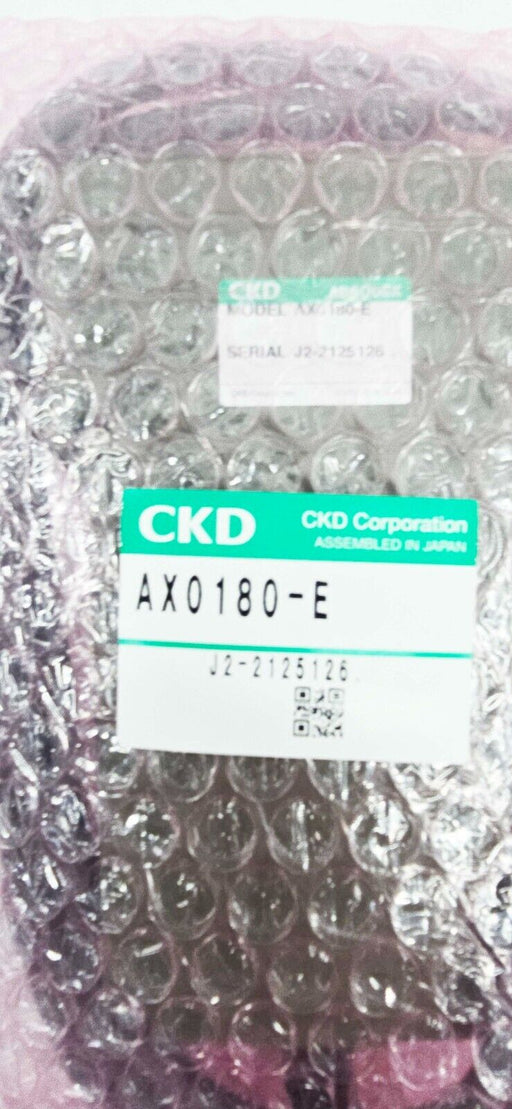 CKD
MODEL AX0180-E
SERIAL J2-2125126
CKD CKD Corporation
ASSEMBLED IN JAPAN
AX0180-E
J2-2125126